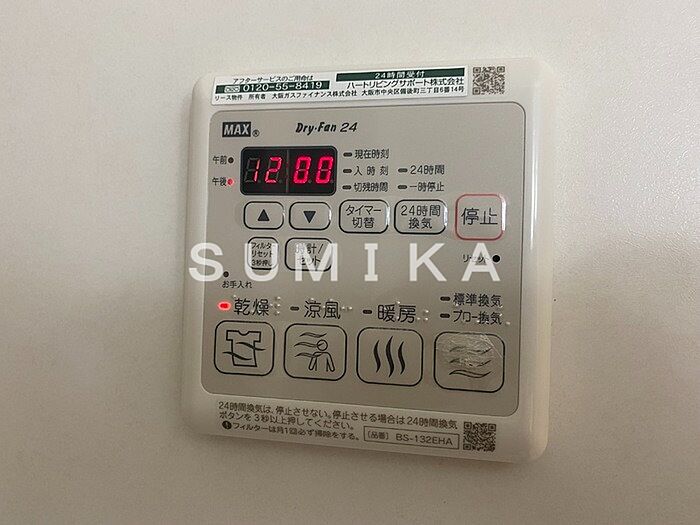 アフターサービスのご用命は 24時間受付
0120-55-8419 ハートリビングサポート株式会社
リース物件 所有者 大阪ガスファイナンス株式会社 大阪市中央区備後町三丁目6番14号
MAX® Dry・Fan 24
午前
午後
12 00
現在時刻
入時刻 24時間
切残時間 一時停止
▲ ▼ タイマー切替 24時間換気 停止
フィルタリセット3秒押し 時計/セット
リセット
SUMIKA
お手入れ
乾燥 涼風 暖房 標準換気
パワー換気
24時間換気は、停止させない。停止させる場合は24時間換気
ボタンを3秒以上押してください。
フィルターは月1回必ず掃除をする。 [品番] BS-132EHA